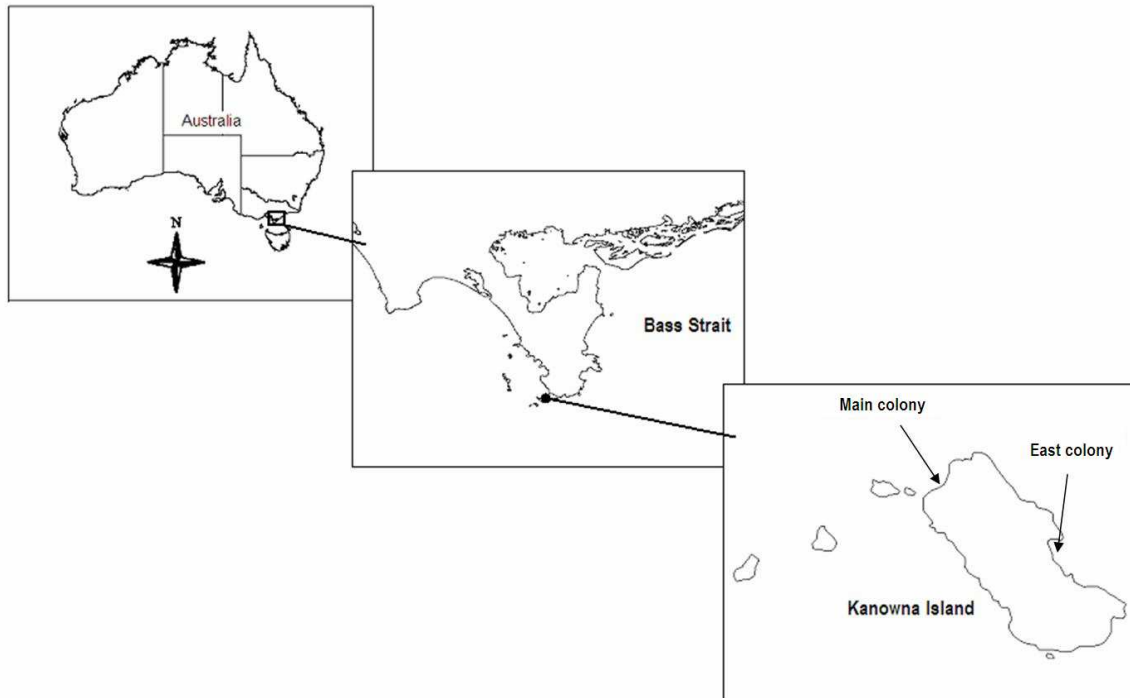 Australia
N
Bass Strait
Main colony
East colony
Kanowna Island